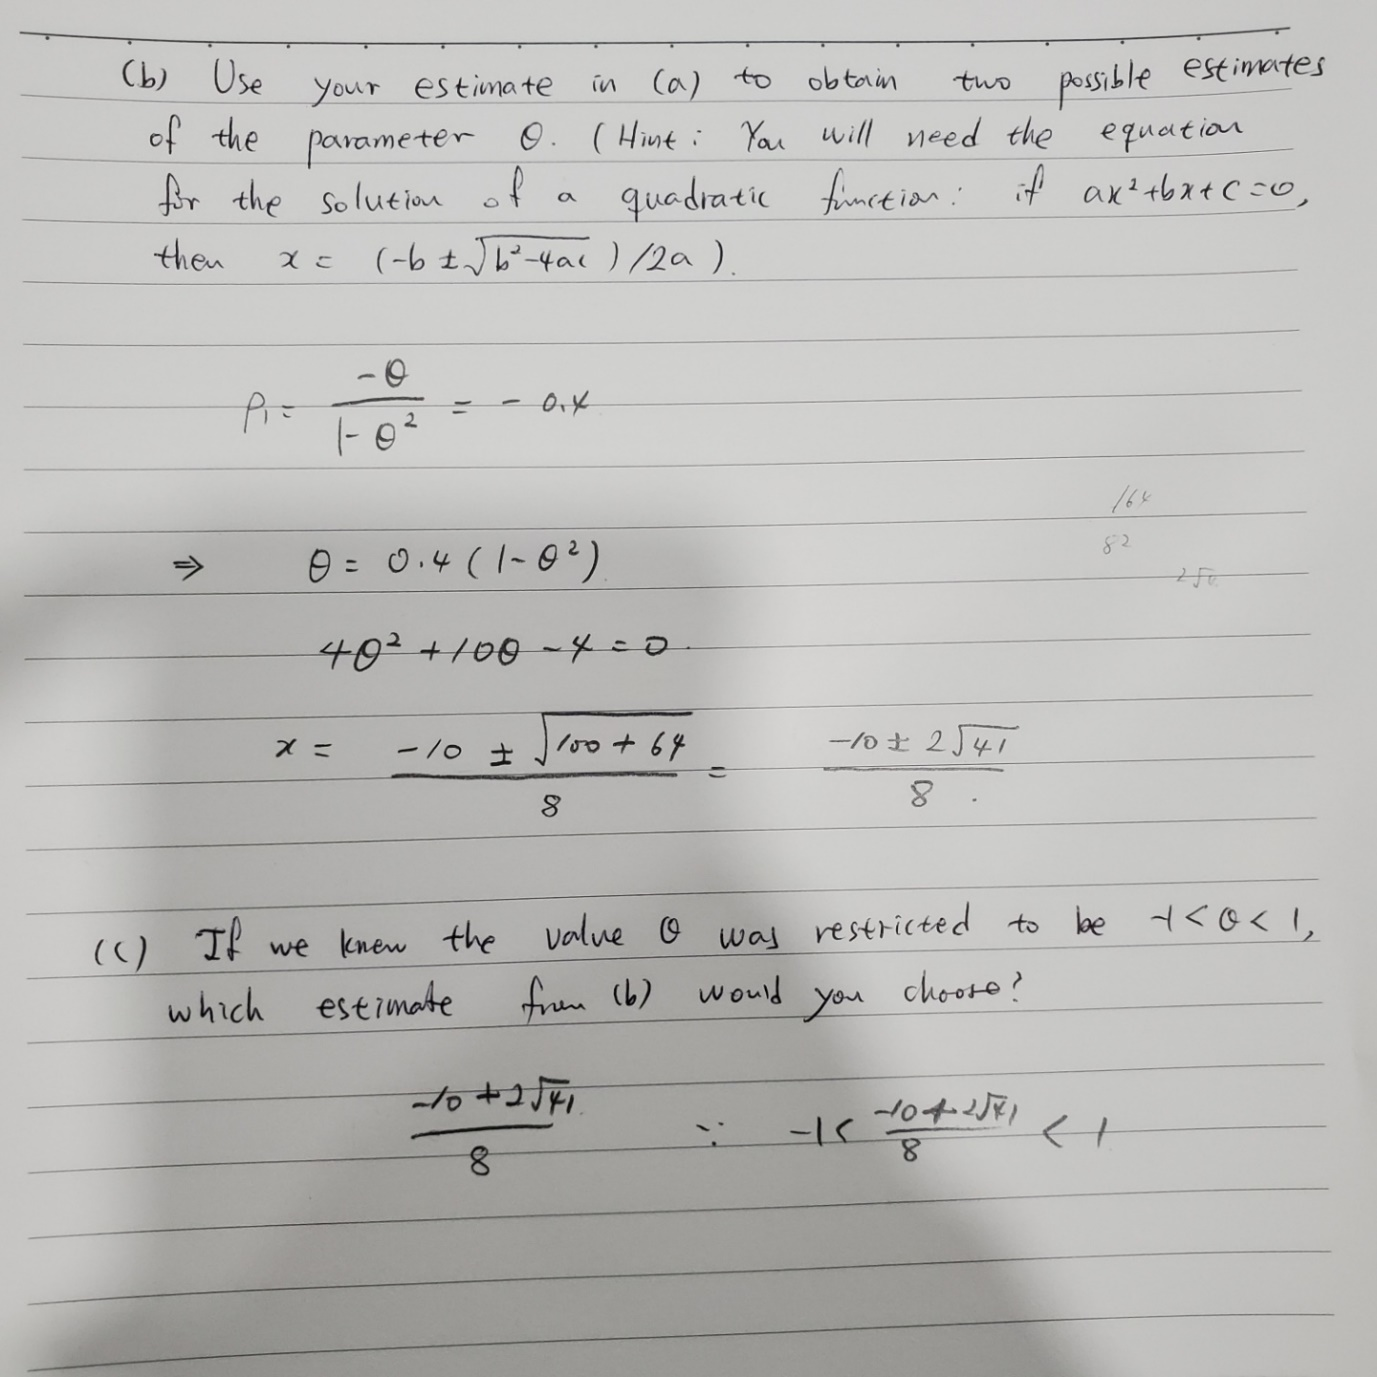 (b) Use your estimate in (a) to obtain two possible estimates
of the parameter θ. (Hint: You will need the equation
for the solution of a quadratic function: if ax²+bx+c=0,
then x = (-b ± √b²-4ac ) /2a ).
ρ₁ = -θ / 1-θ² = - 0.4
164
82
⇒ θ = 0.4 (1-θ²)
4θ² + 10θ - 4 = 0.
x = -10 ± √100 + 64 / 8 = -10 ± 2√41 / 8 .
(c) If we knew the value θ was restricted to be -1<θ<1,
which estimate from (b) would you choose?
-10 + 2√41 / 8 ∵ -1 < -10 + 2√41 / 8 < 1